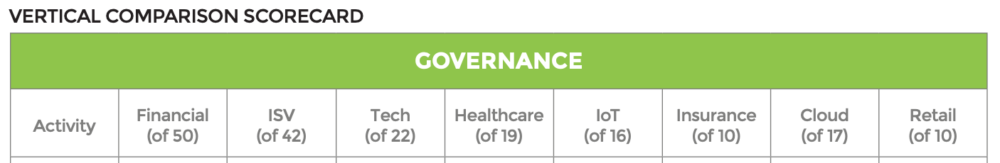 VERTICAL COMPARISON SCORECARD
GOVERNANCE
Activity
Financial
(of 50)
ISV
(of 42)
Tech
(of 22)
Healthcare
(of 19)
IoT
(of 16)
Insurance
(of 10)
Cloud
(of 17)
Retail
(of 10)